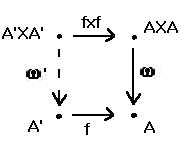 A'XA' fxf AXA
ω' ω
A' f A